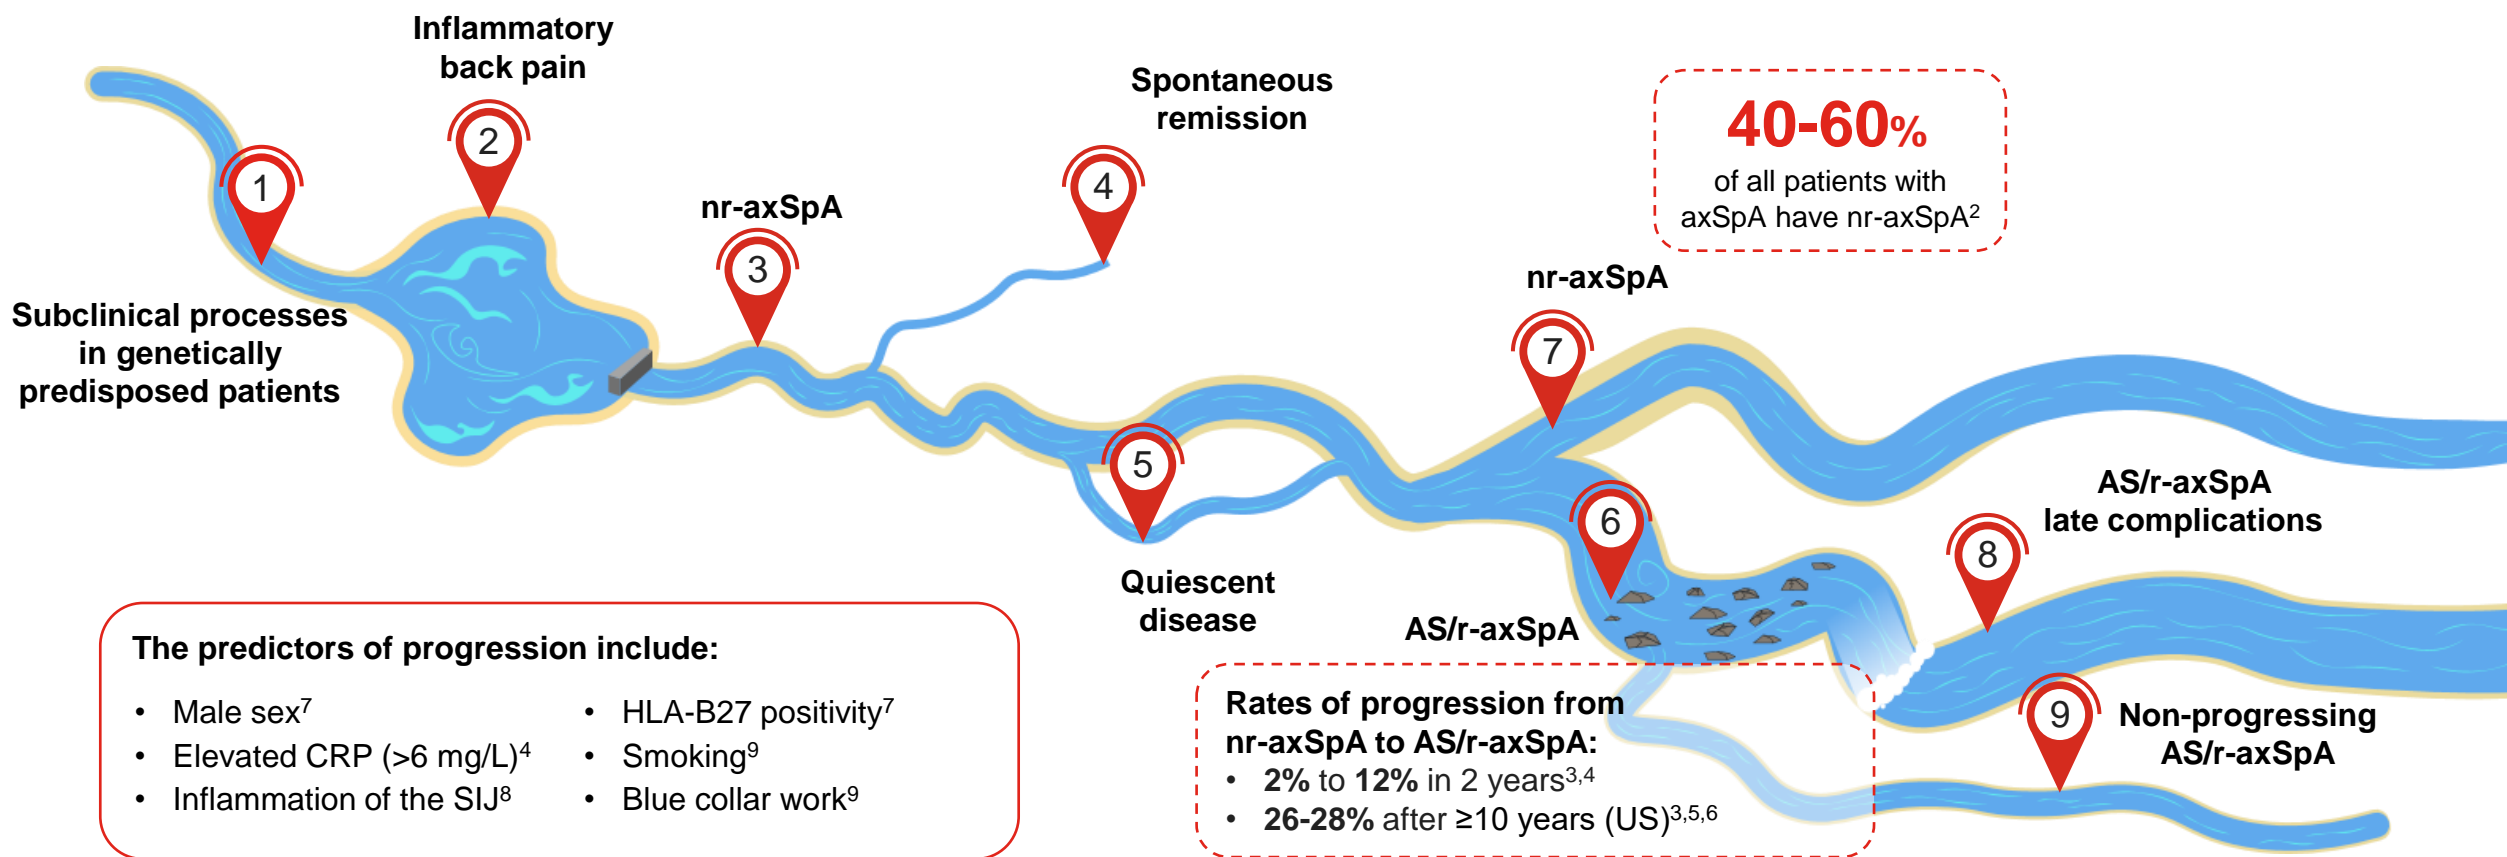 Inflammatory
back pain
2
1
Subclinical processes
in genetically
predisposed patients
nr-axSpA
3
Spontaneous
remission
4
5
Quiescent
disease
40-60%
of all patients with
axSpA have nr-axSpA2
nr-axSpA
7
6
AS/r-axSpA
AS/r-axSpA
late complications
8
9
Non-progressing
AS/r-axSpA
The predictors of progression include:
• Male sex7
• Elevated CRP (>6 mg/L)4
• Inflammation of the SIJ8
• HLA-B27 positivity7
• Smoking9
• Blue collar work9
Rates of progression from
nr-axSpA to AS/r-axSpA:
• 2% to 12% in 2 years3,4
• 26-28% after ≥10 years (US)3,5,6